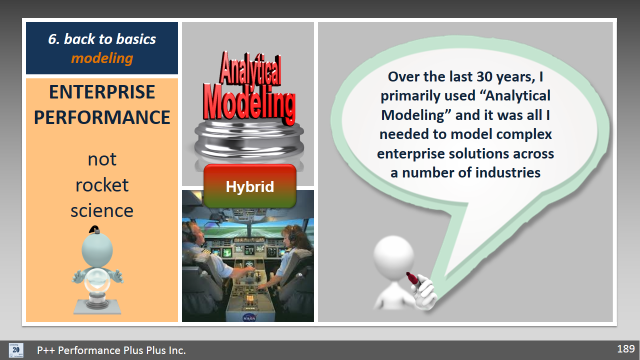 6. back to basics
modeling
ENTERPRISE
PERFORMANCE
not
rocket
science
Analytical
Modeling
Hybrid
Over the last 30 years, I
primarily used “Analytical
Modeling” and it was all I
needed to model complex
enterprise solutions across
a number of industries
P++ Performance Plus Plus Inc.
189